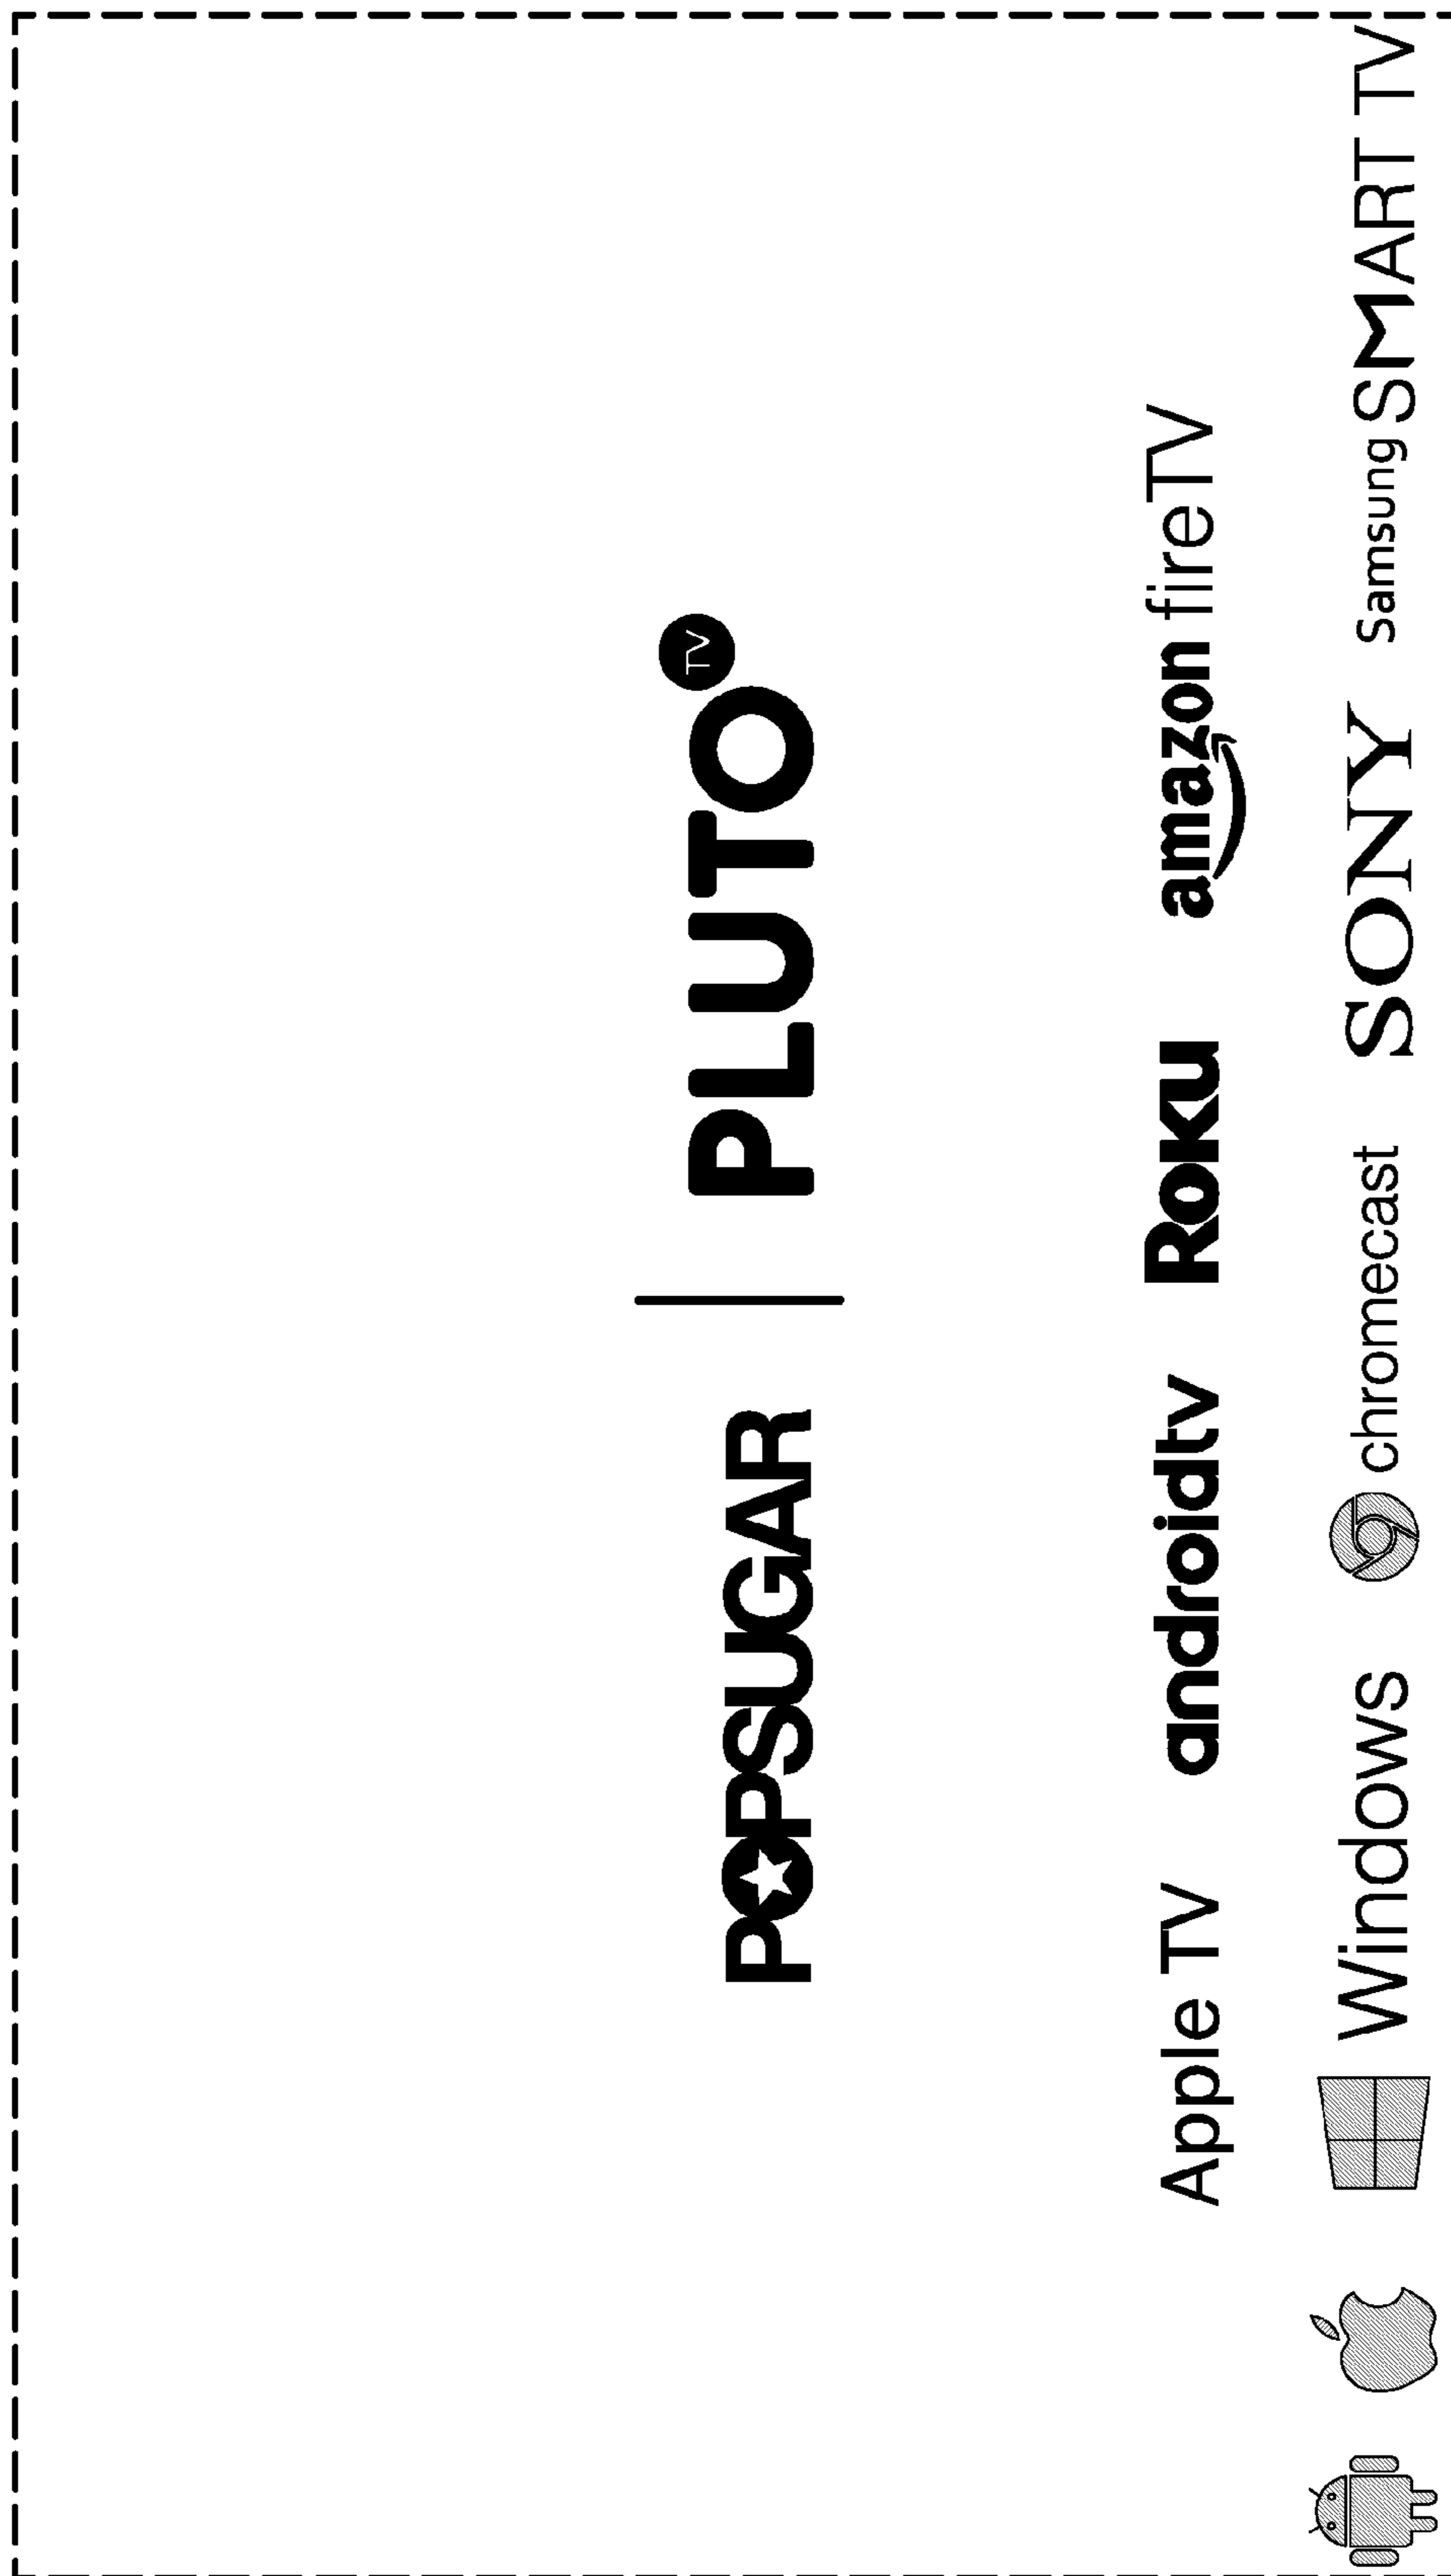 POPSUGAR | PLUTO TV
Apple TV androidtv Roku amazon fireTV
Windows chromecast SONY Samsung SMART TV